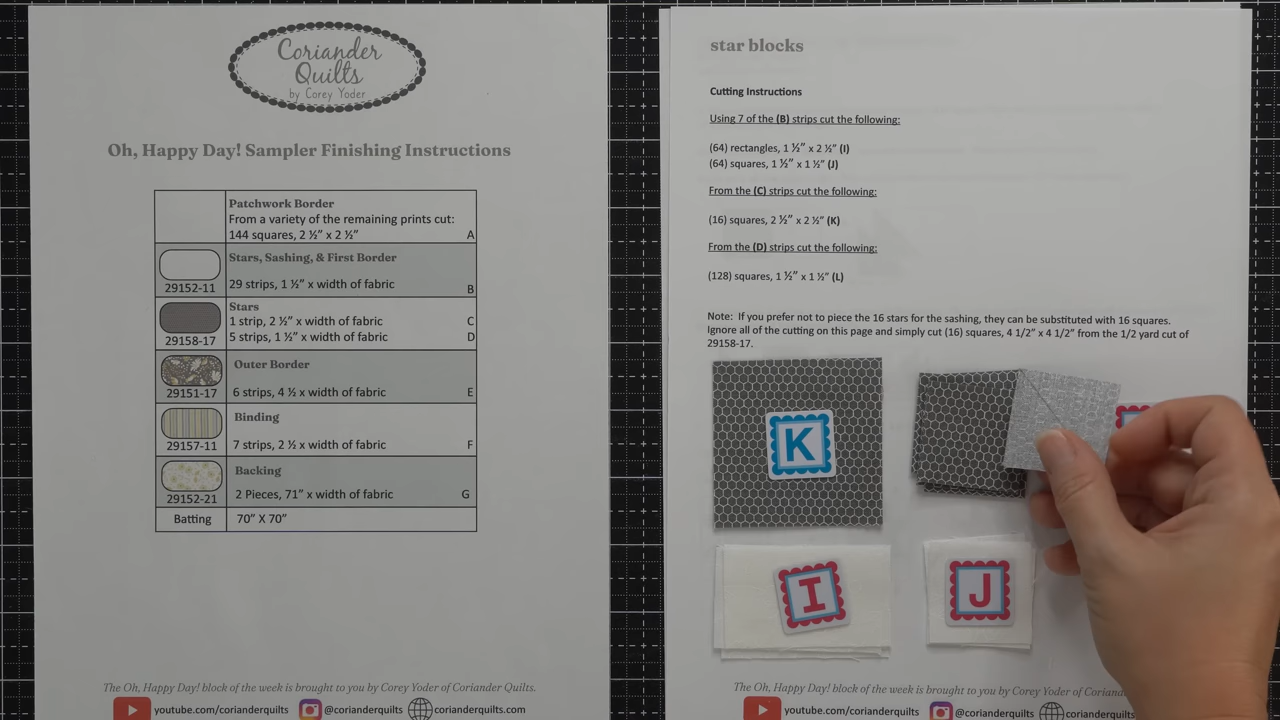 Coriander
Quilts
by Corey Yoder
Oh, Happy Day! Sampler Finishing Instructions
Patchwork Border
From a variety of the remaining prints cut:
144 squares, 2 ½” x 2 ½” A
Stars, Sashing, & First Border
29152-11 29 strips, 1 ½” x width of fabric B
Stars
1 strip, 2 ½” x width of fabric C
29158-17 5 strips, 1 ½” x width of fabric D
Outer Border
29151-17 6 strips, 4 ½ x width of fabric E
Binding
29157-11 7 strips, 2 ½ x width of fabric F
Backing
29152-21 2 Pieces, 71” x width of fabric G
Batting 70” X 70”
The Oh, Happy Day! block of the week is brought to you by Corey Yoder of Coriander Quilts.
youtube.com/corianderquilts @corianderquilts corianderquilts.com
star blocks
Cutting Instructions
Using 7 of the (B) strips cut the following:
(64) rectangles, 1 ½” x 2 ½” (I)
(64) squares, 1 ½” x 1 ½” (J)
From the (C) strips cut the following:
(16) squares, 2 ½” x 2 ½” (K)
From the (D) strips cut the following:
(128) squares, 1 ½” x 1 ½” (L)
Note: If you prefer not to piece the 16 stars for the sashing, they can be substituted with 16 squares.
Ignore all of the cutting on this page and simply cut (16) squares, 4 1/2” x 4 1/2” from the 1/2 yard cut of
29158-17.
K
I J
The Oh, Happy Day! block of the week is brought to you by Corey Yoder of
youtube.com/corianderquilts @corianderquilts